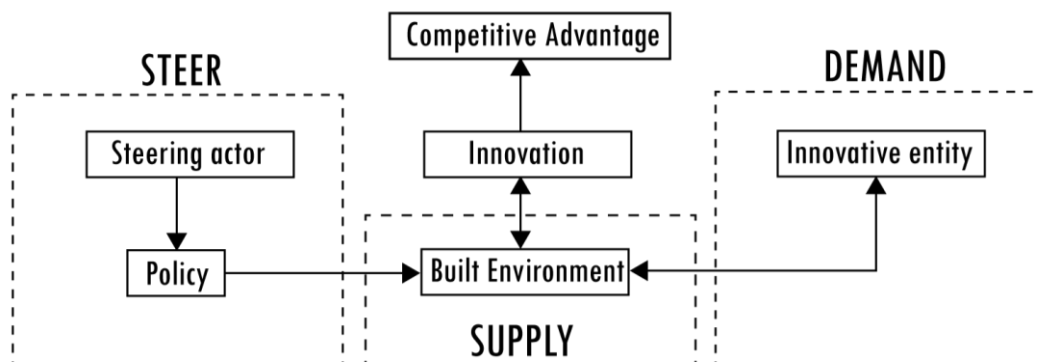 Competitive Advantage
STEER
DEMAND
Steering actor
Innovation
Innovative entity
Policy
Built Environment
SUPPLY